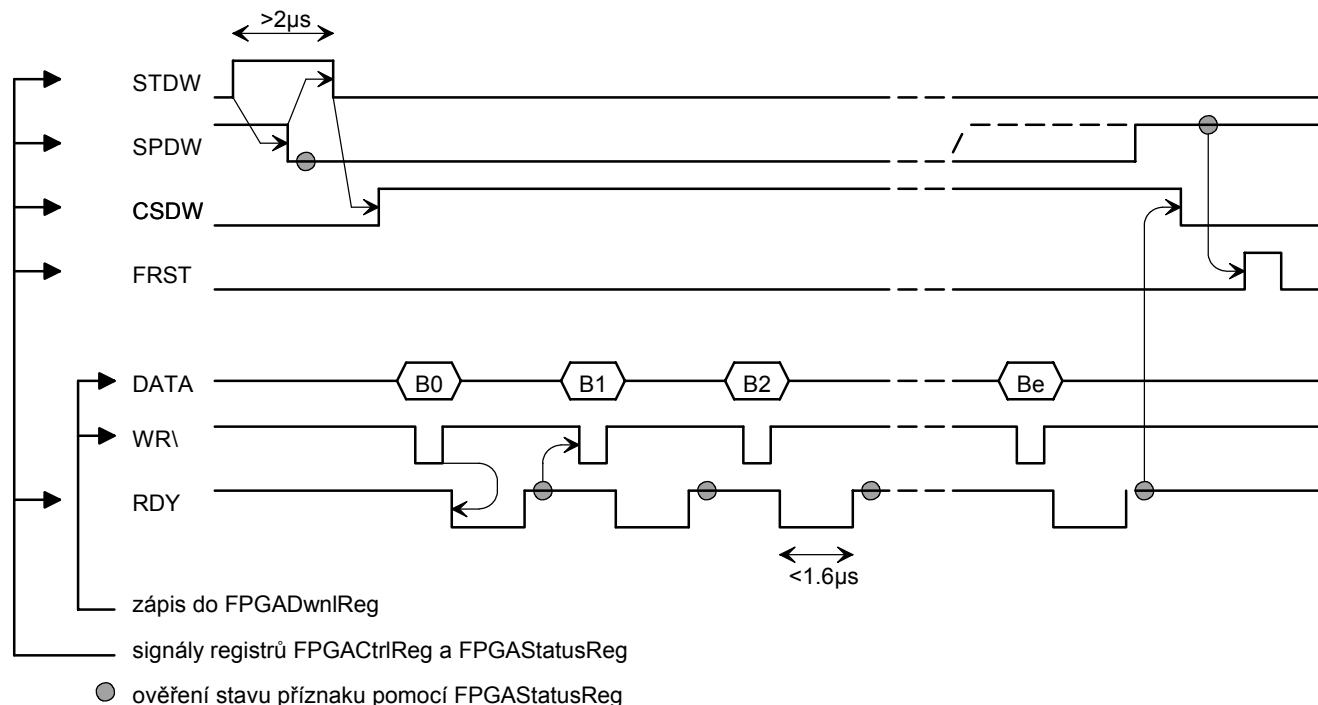 >2µs
STDW
SPDW
CSDW
FRST
DATA
B0
B1
B2
Be
WR\
RDY
<1.6µs
zápis do FPGADwnlReg
signály registrů FPGACtrlReg a FPGAStatusReg
ověření stavu příznaku pomocí FPGAStatusReg